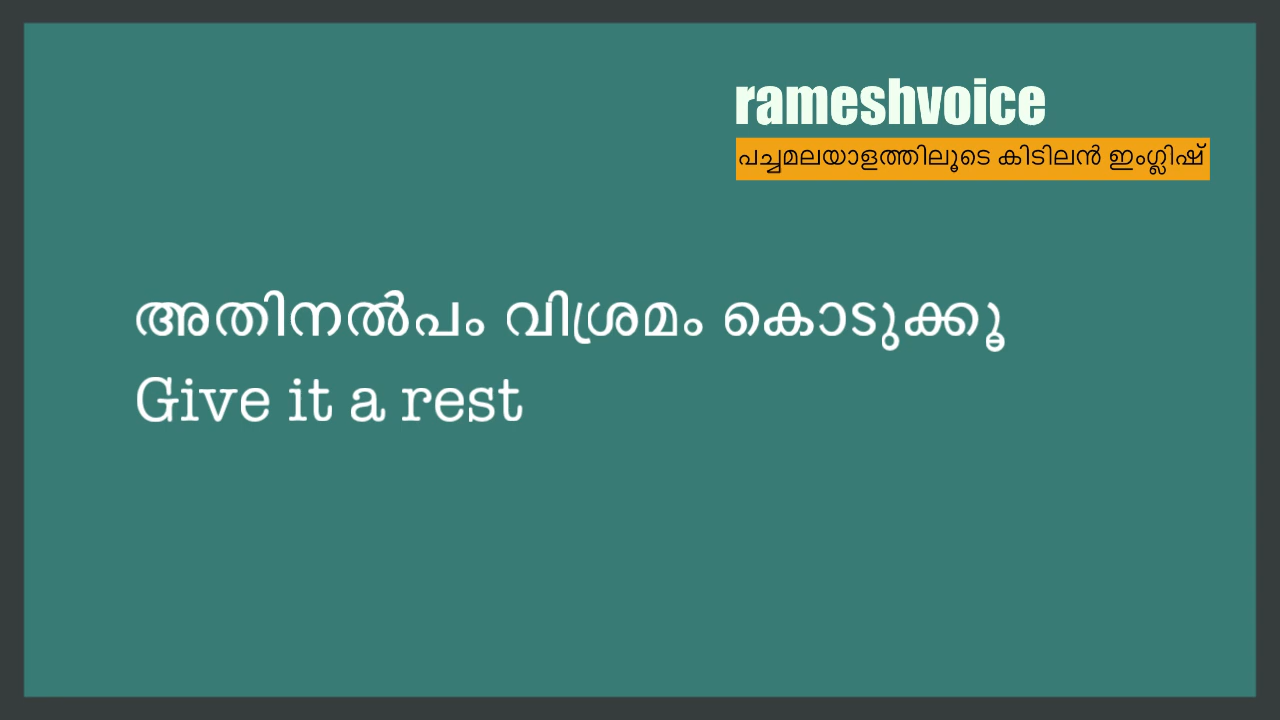 rameshvoice
പച്ചമലയാളത്തിലൂടെ കിടിലൻ ഇംഗ്ലിഷ്
അതിനൽപം വിശ്രമം കൊടുക്കൂ
Give it a rest